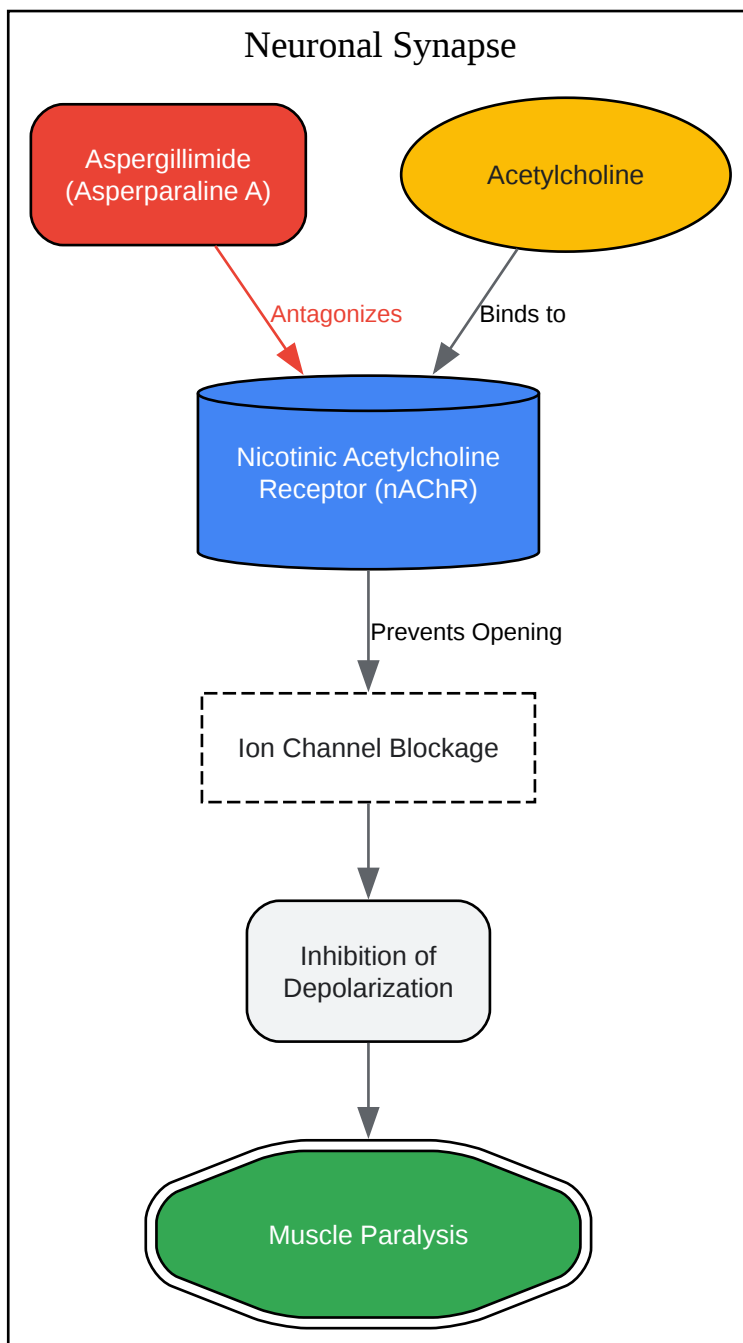 Neuronal Synapse
Aspergillimide
(Asperparaline A)
Acetylcholine
Antagonizes
Binds to
Nicotinic Acetylcholine
Receptor (nAChR)
Prevents Opening
Ion Channel Blockage
Inhibition of
Depolarization
Muscle Paralysis